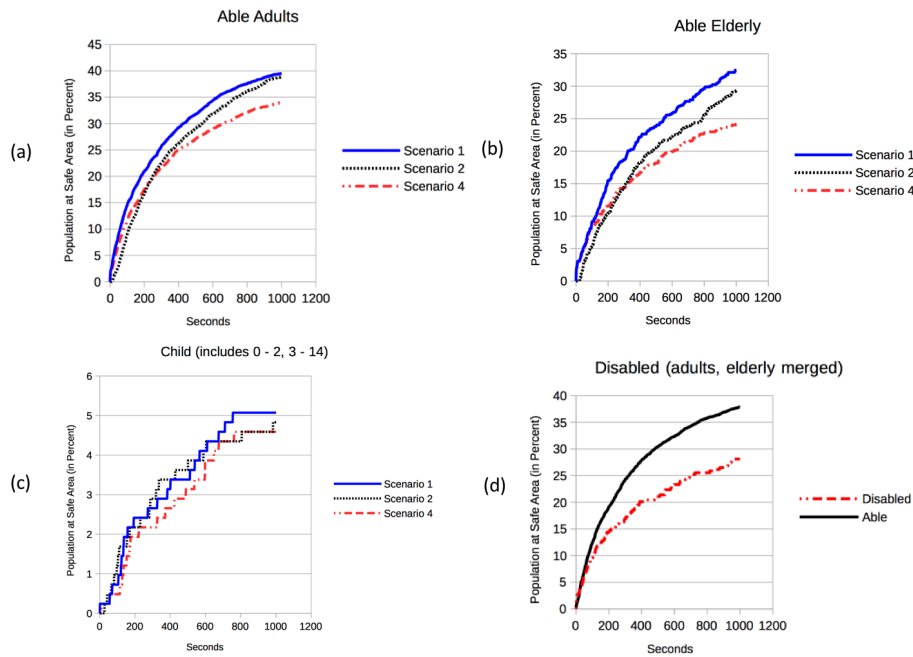 Able Adults
Population at Safe Area (in Percent)
45
40
35
30
25
20
15
10
5
0
0 200 400 600 800 1000 1200
Seconds
Scenario 1
Scenario 2
Scenario 4
(a)
Able Elderly
Population at Safe Area (in Percent)
35
30
25
20
15
10
5
0
0 200 400 600 800 1000 1200
Seconds
Scenario 1
Scenario 2
Scenario 4
(b)
Child (includes 0 - 2, 3 - 14)
Population at Safe Area (in Percent)
6
5
4
3
2
1
0
0 200 400 600 800 1000 1200
Seconds
Scenario 1
Scenario 2
Scenario 4
(c)
Disabled (adults, elderly merged)
Population at Safe Area (in Percent)
40
35
30
25
20
15
10
5
0
0 200 400 600 800 1000 1200
Seconds
Disabled
Able
(d)